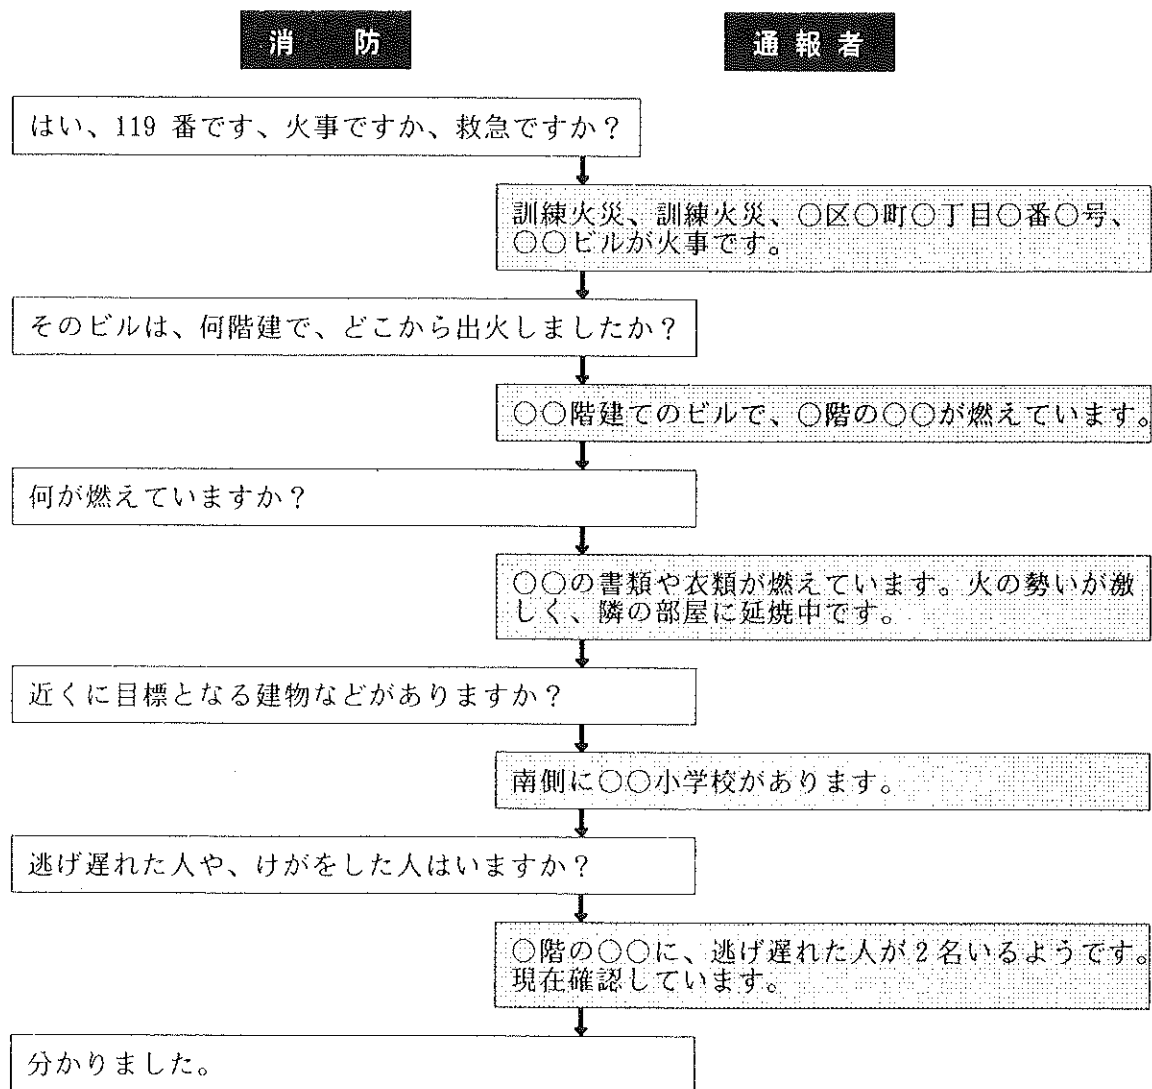 消 防
通報者
はい、119 番です、火事ですか、救急ですか？
訓練火災、訓練火災、○区○町○丁目○番○号、
○○ビルが火事です。
そのビルは、何階建で、どこから出火しましたか？
○○階建てのビルで、○階の○○が燃えています。
何が燃えていますか？
○○の書類や衣類が燃えています。火の勢いが激
しく、隣の部屋に延焼中です。
近くに目標となる建物などがありますか？
南側に○○小学校があります。
逃げ遅れた人や、けがをした人はいますか？
○階の○○に、逃げ遅れた人が２名いるようです。
現在確認しています。
分かりました。